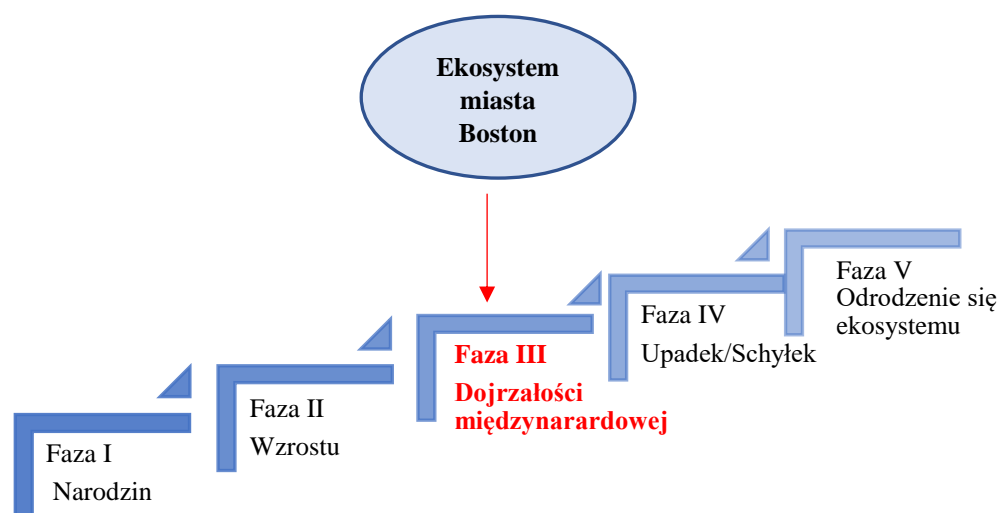 Ekosystem
miasta
Boston
Faza I
Narodzin
Faza II
Wzrostu
Faza III
Dojrzałości
międzynarardowej
Faza IV
Upadek/Schyłek
Faza V
Odrodzenie się
ekosystemu